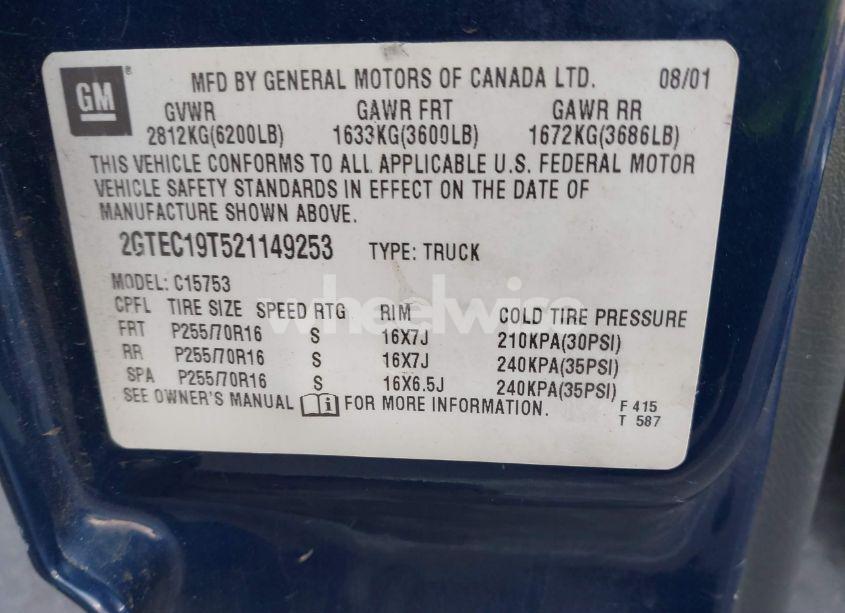 GM
MFD BY GENERAL MOTORS OF CANADA LTD. 08/01
GVWR GAWR FRT GAWR RR
2812KG(6200LB) 1633KG(3600LB) 1672KG(3686LB)
THIS VEHICLE CONFORMS TO ALL APPLICABLE U.S. FEDERAL MOTOR
VEHICLE SAFETY STANDARDS IN EFFECT ON THE DATE OF
MANUFACTURE SHOWN ABOVE.
2GTEC19T521149253 TYPE: TRUCK
MODEL: C15753
CPFL TIRE SIZE SPEED RTG RIM COLD TIRE PRESSURE
FRT P255/70R16 S 16X7J 210KPA(30PSI)
RR P255/70R16 S 16X7J 240KPA(35PSI)
SPA P255/70R16 S 16X6.5J 240KPA(35PSI)
SEE OWNER'S MANUAL i FOR MORE INFORMATION. F 415
T 587
wheelwise